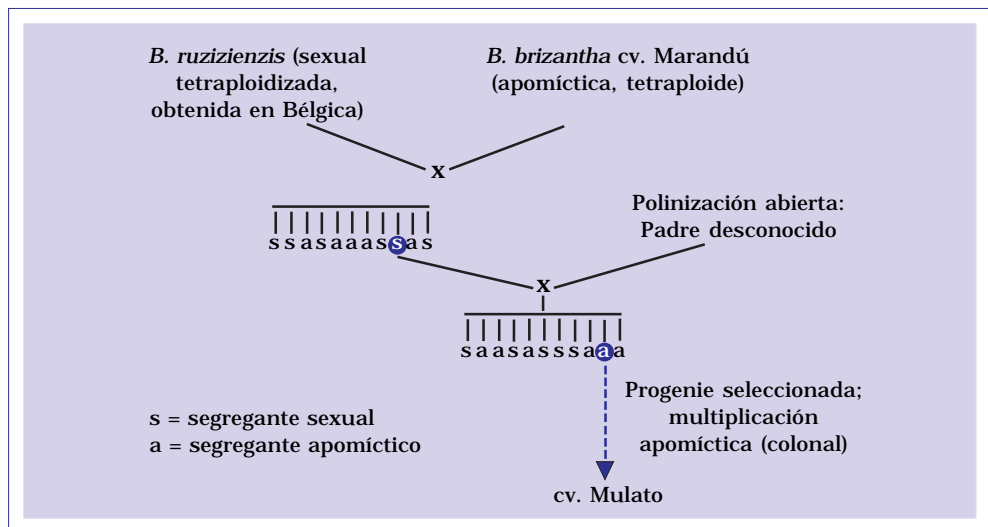 B. ruzizienzis (sexual
tetraploidizada,
obtenida en Bélgica)
B. brizantha cv. Marandú
(apomíctica, tetraploide)
x
Polinización abierta:
Padre desconocido
s s a s a a a s s a s
x
s a a s a s s s a a a
Progenie seleccionada;
multiplicación
apomíctica (colonal)
s = segregante sexual
a = segregante apomíctico
cv. Mulato